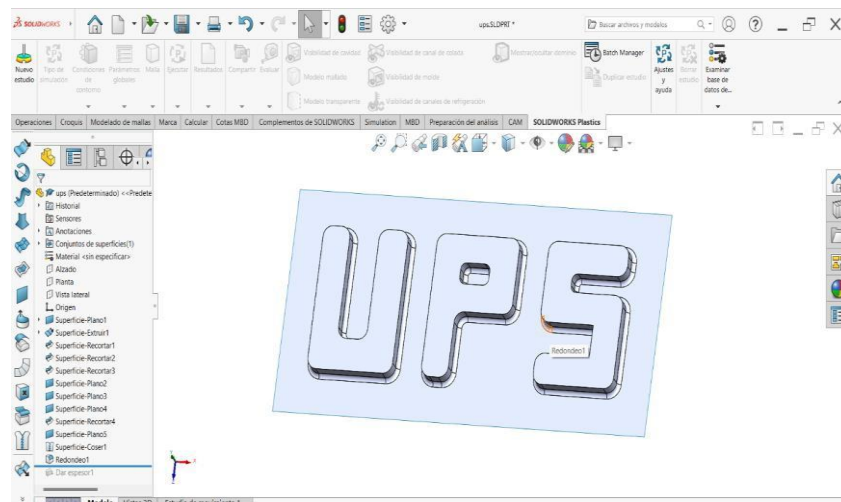 SOLIDWORKS
ups.SLDPRT *
Buscar archivos y modelos
Nuevo estudio
Tipo de simulación
Condiciones de contorno
Parámetros globales
Malla
Ejecutar
Resultados
Compartir
Evaluar
Visibilidad de cavidad
Modelo mallado
Modelo transparente
Visibilidad de canal de colada
Visibilidad de molde
Visibilidad de canales de refrigeración
Mostrar/ocultar dominio
Batch Manager
Duplicar estudio
Ajustes y ayuda
Borrar estudio
Examinar base de datos...
Operaciones
Croquis
Modelado de mallas
Marca
Calcular
Cotas MBD
Complementos de SOLIDWORKS
Simulation
MBD
Preparación del análisis
CAM
SOLIDWORKS Plastics
ups (Predeterminado) <<Predete
Historial
Sensores
Anotaciones
Conjuntos de superficies(1)
Material <sin especificar>
Alzado
Planta
Vista lateral
Origen
Superficie-Plano1
Superficie-Extruir1
Superficie-Recortar1
Superficie-Recortar2
Superficie-Recortar3
Superficie-Plano2
Superficie-Plano3
Superficie-Plano4
Superficie-Recortar4
Superficie-Plano5
Superficie-Coser1
Redondeo1
Dar espesor1
UPS
Redondeo1